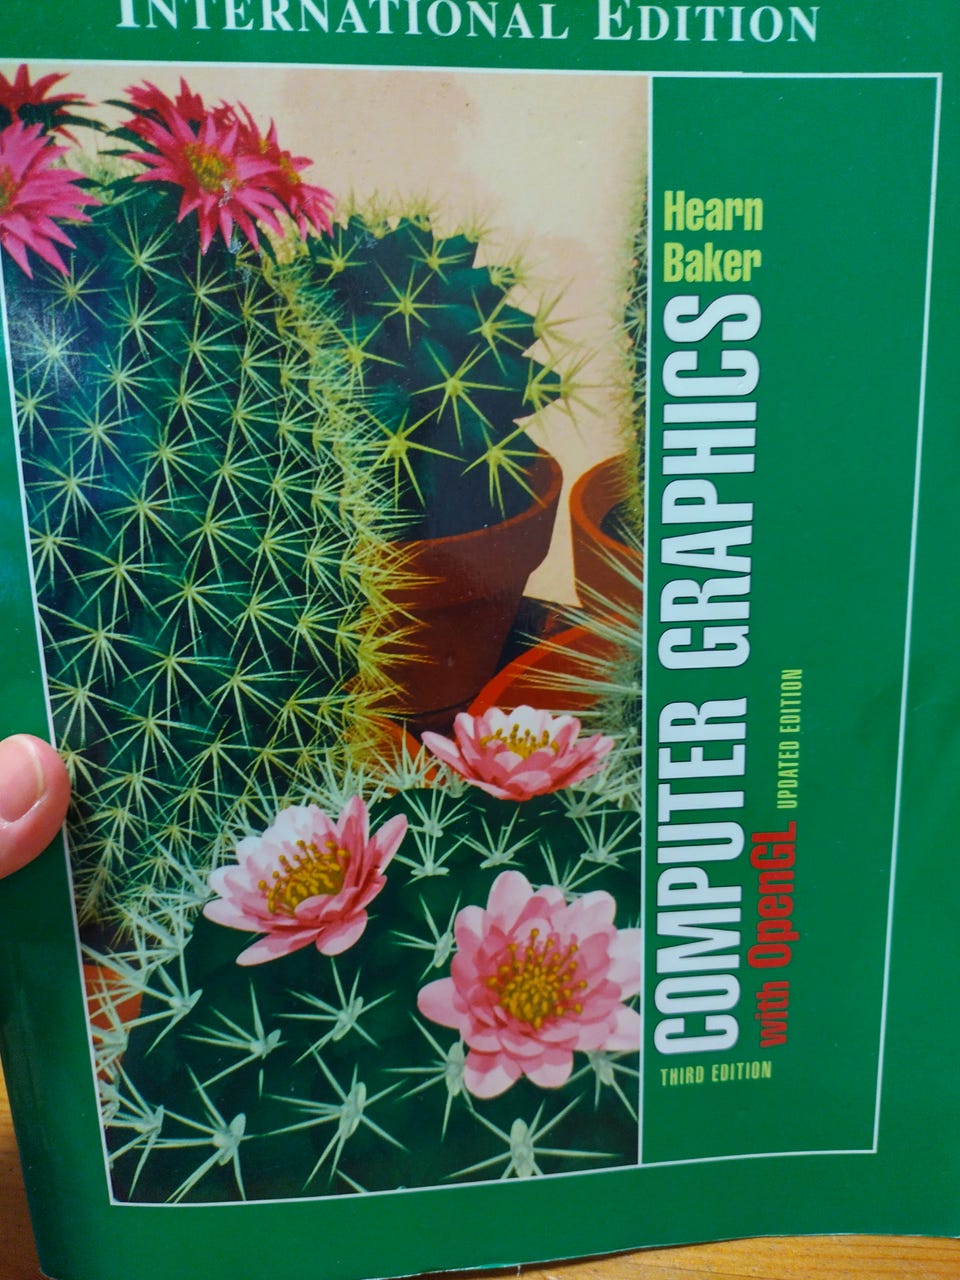 INTERNATIONAL EDITION
Hearn
Baker
COMPUTER GRAPHICS
with OpenGL UPDATED EDITION
THIRD EDITION